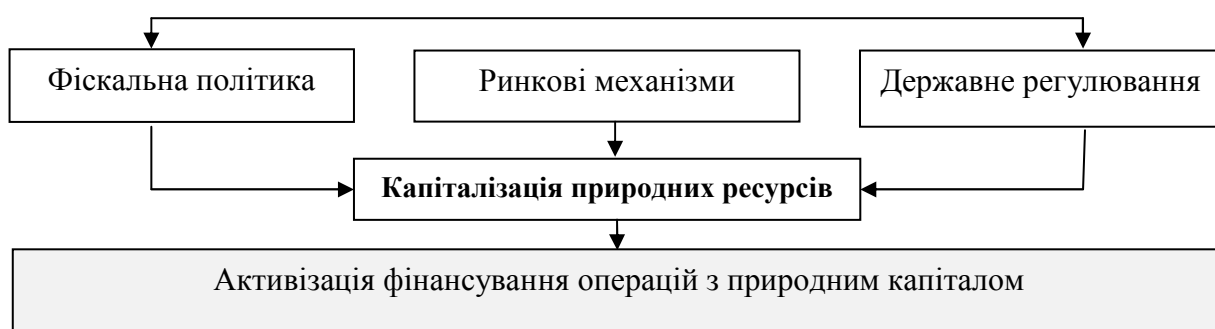 Фіскальна політика
Ринкові механізми
Державне регулювання
Капіталізація природних ресурсів
Активізація фінансування операцій з природним капіталом